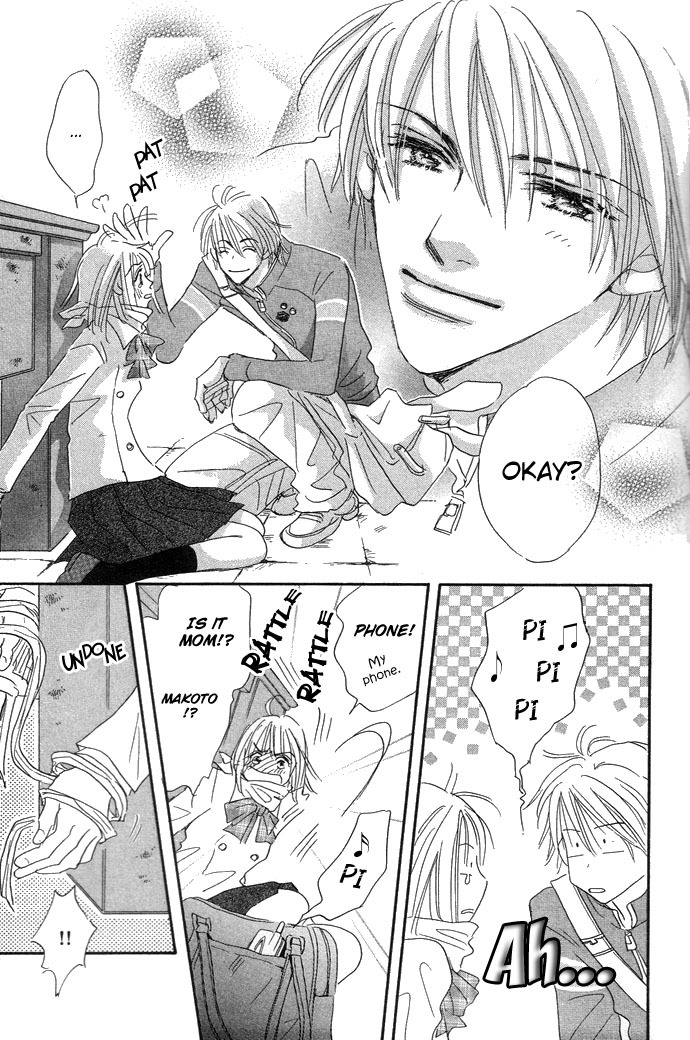 OKAY?
PAT
PAT
...
PI
PI
PI
Ah...
PHONE!
My
phone.
RATTLE
RATTLE
IS IT
MOM!?
MAKOTO
!?
PI
UNDONE
!!